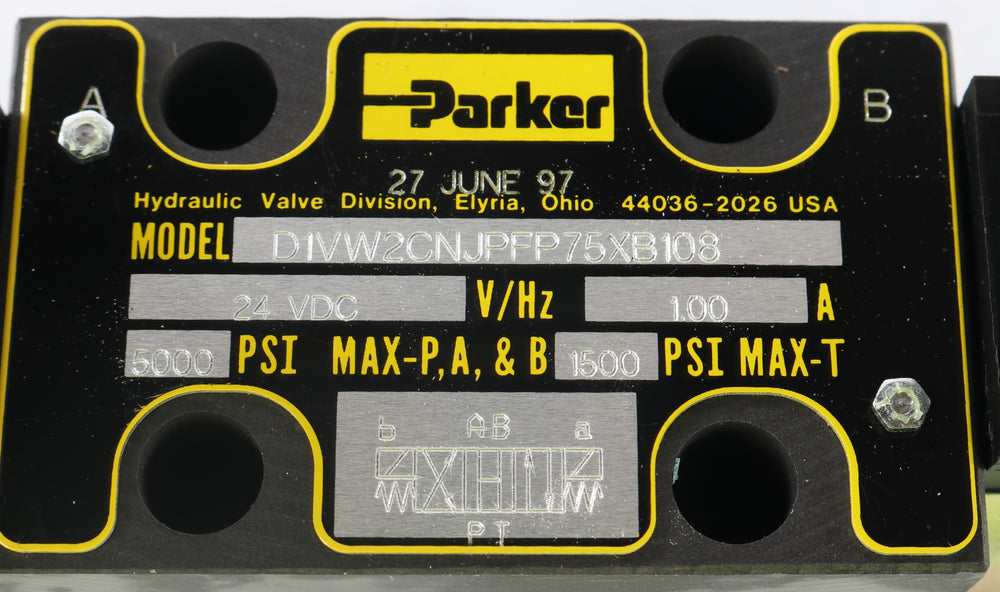 A
B
Parker
27 JUNE 97
Hydraulic Valve Division, Elyria, Ohio 44036-2026 USA
MODEL D1VW2CNJPFP75XB108
24 VDC V/Hz 1.00 A
5000 PSI MAX-P, A, & B 1500 PSI MAX-T
b AB a
PT